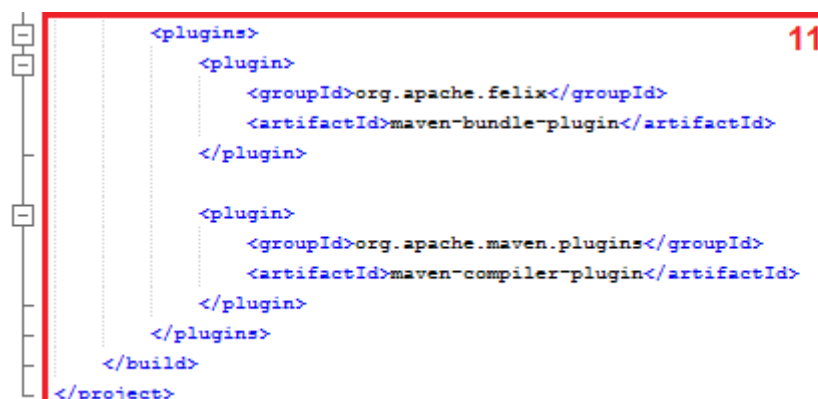 <plugins>
11
<plugin>
<groupId>org.apache.felix</groupId>
<artifactId>maven-bundle-plugin</artifactId>
</plugin>
<plugin>
<groupId>org.apache.maven.plugins</groupId>
<artifactId>maven-compiler-plugin</artifactId>
</plugin>
</plugins>
</build>
</project>